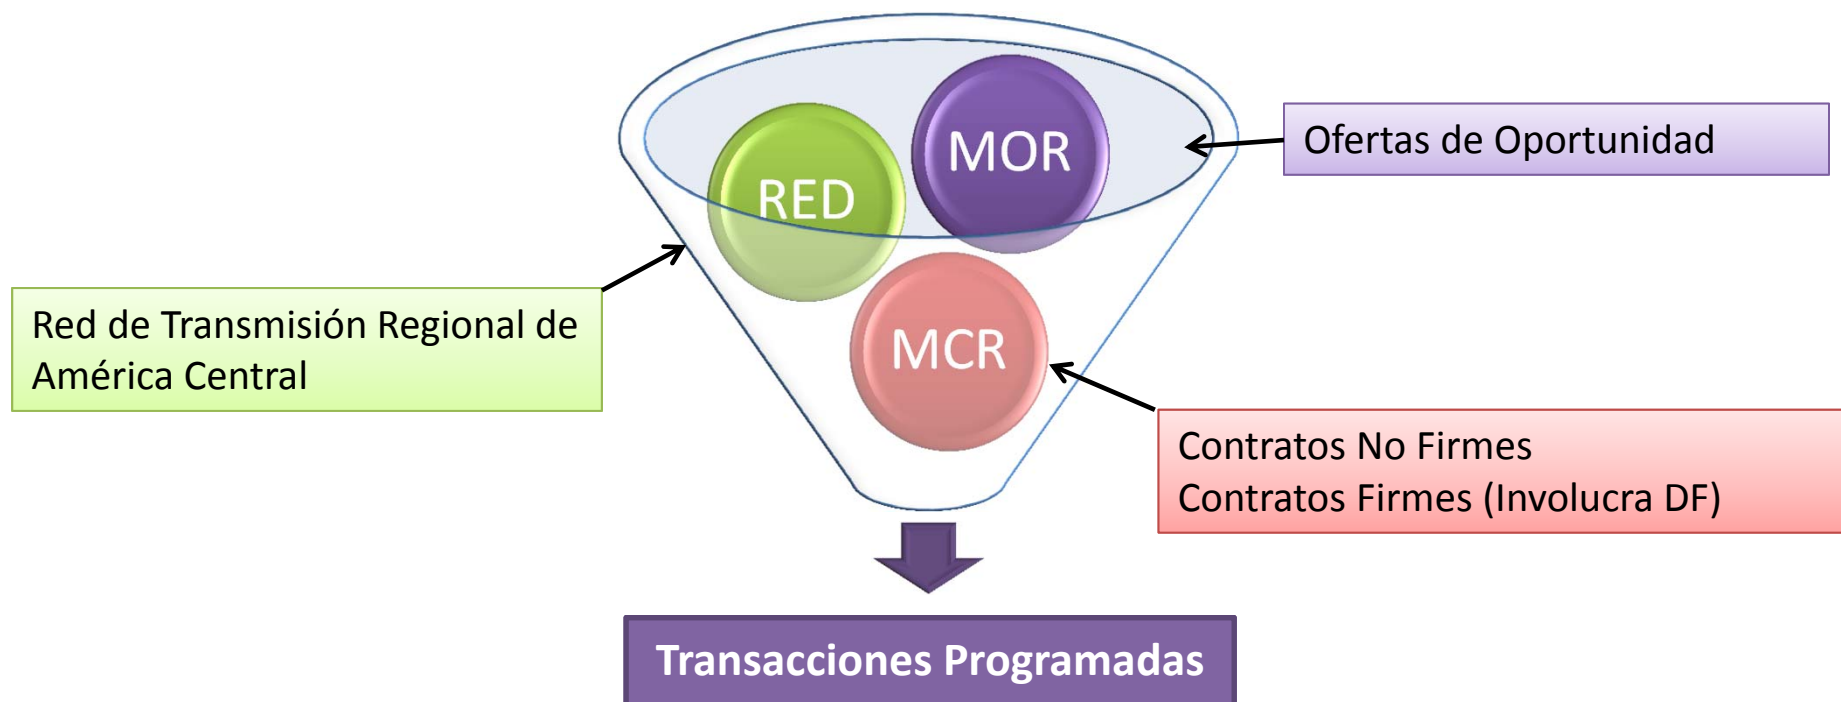 MOR
Ofertas de Oportunidad
RED
Red de Transmisión Regional de
América Central
MCR
Contratos No Firmes
Contratos Firmes (Involucra DF)
Transacciones Programadas